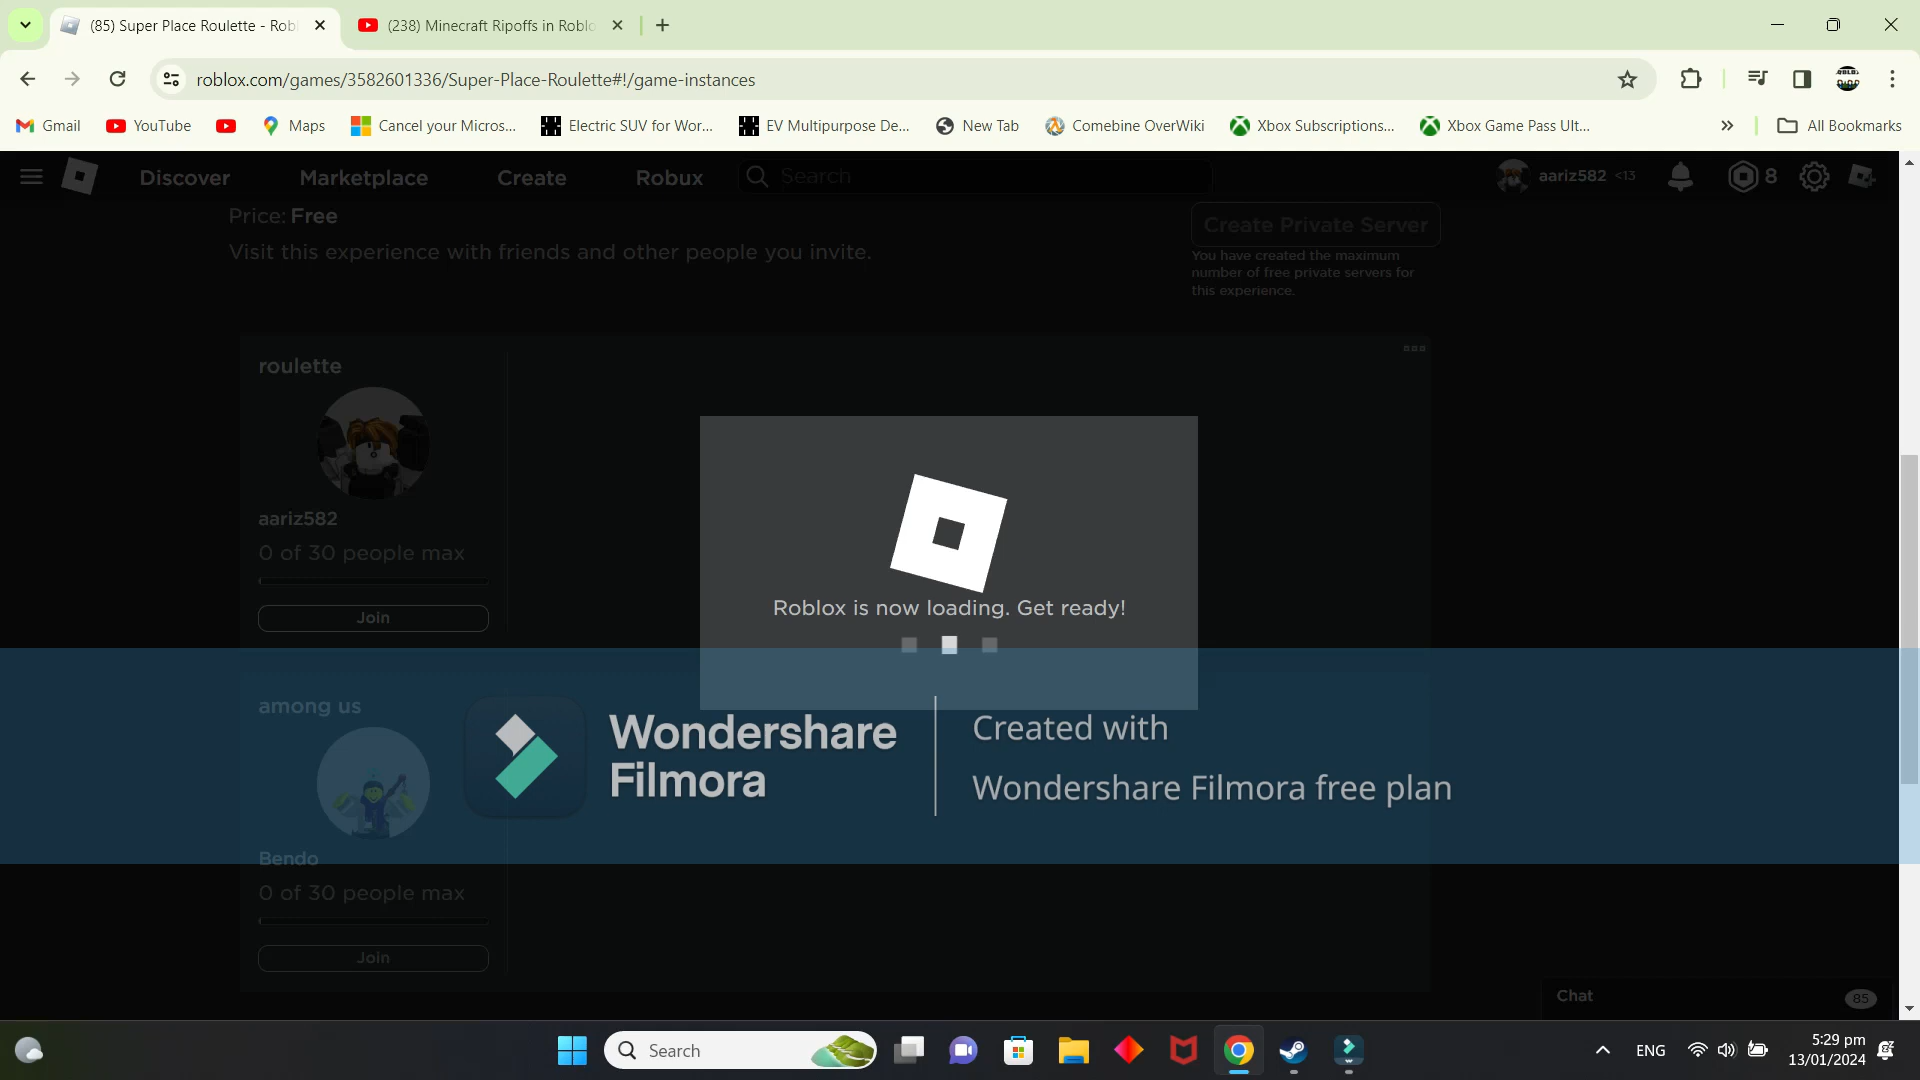 (85) Super Place Roulette - Rob
(238) Minecraft Ripoffs in Roblo
roblox.com/games/3582601336/Super-Place-Roulette#!/game-instances
Gmail
YouTube
Maps
Cancel your Micros...
Electric SUV for Wor...
EV Multipurpose De...
New Tab
Comebine OverWiki
Xbox Subscriptions...
Xbox Game Pass Ult...
All Bookmarks
Discover
Marketplace
Create
Robux
Search
aariz582 <13
8
Price: Free
Visit this experience with friends and other people you invite.
Create Private Server
You have created the maximum
number of free private servers for
this experience.
roulette
aariz582
0 of 30 people max
Join
Roblox is now loading. Get ready!
among us
Bendo
0 of 30 people max
Join
Wondershare
Filmora
Created with
Wondershare Filmora free plan
Chat
85
Search
ENG
5:29 pm
13/01/2024